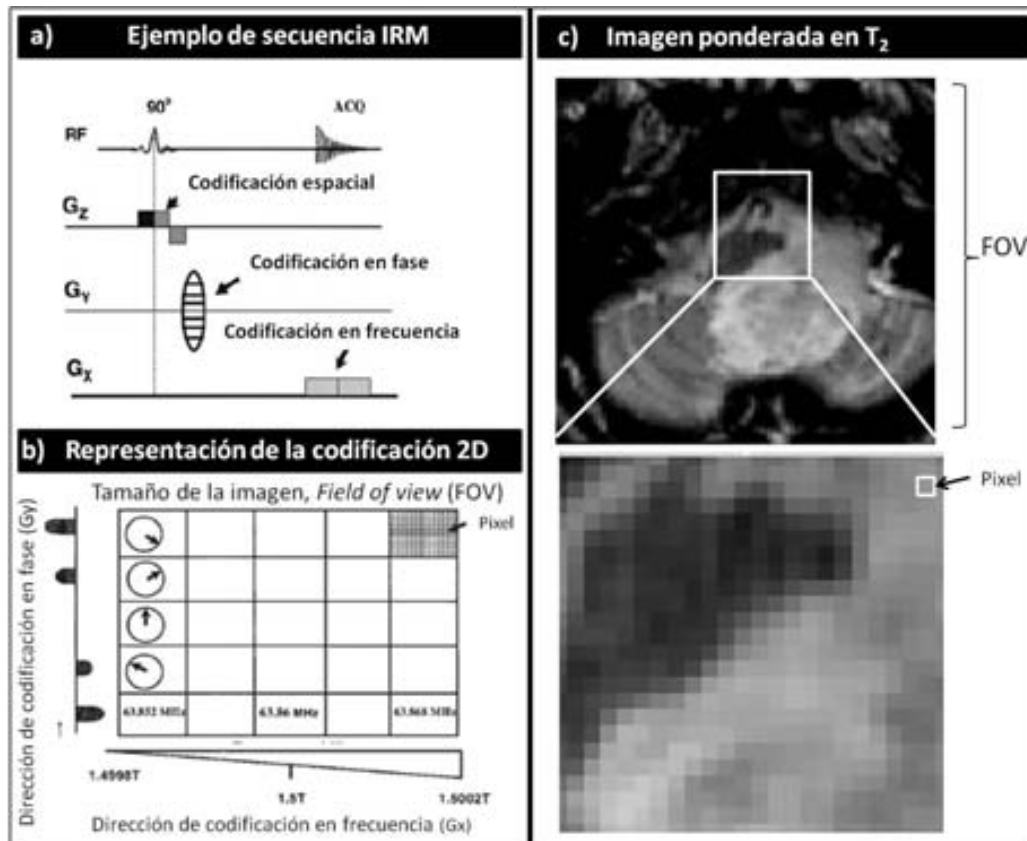 a) Ejemplo de secuencia IRM
90º
ACQ
RF
Codificación espacial
GZ
Codificación en fase
GY
Codificación en frecuencia
GX
b) Representación de la codificación 2D
Tamaño de la imagen, Field of view (FOV)
Pixel
Dirección de codificación en fase (Gy)
63.852 MHz
63.86 MHz
63.868 MHz
1.4998T
1.5T
1.5002T
Dirección de codificación en frecuencia (Gx)
c) Imagen ponderada en T2
FOV
Pixel